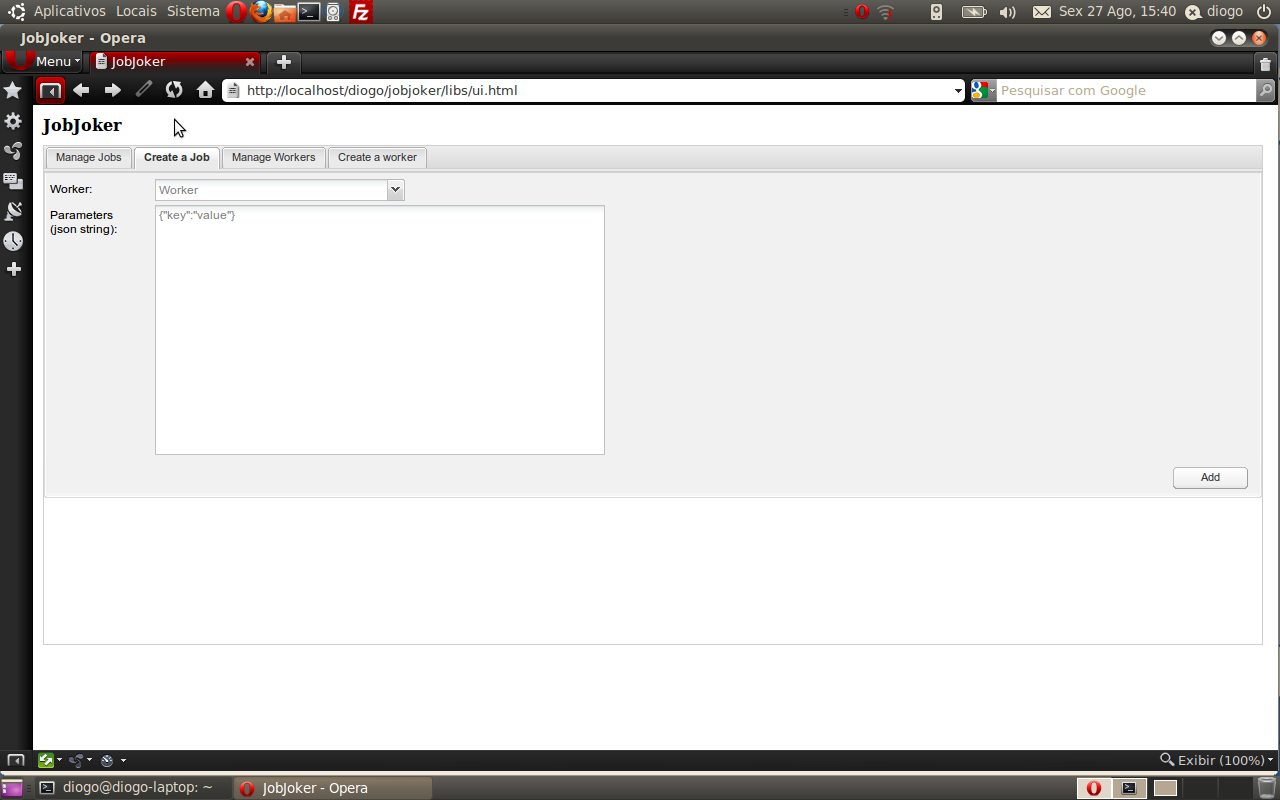 Aplicativos Locais Sistema Sex 27 Ago, 15:40 diogo
JobJoker - Opera
Menu JobJoker
http://localhost/diogo/jobjoker/libs/ui.html Pesquisar com Google
JobJoker
Manage Jobs Create a Job Manage Workers Create a worker
Worker: Worker
Parameters {"key":"value"}
(json string):
Add
Exibir (100%)
diogo@diogo-laptop: ~ JobJoker - Opera